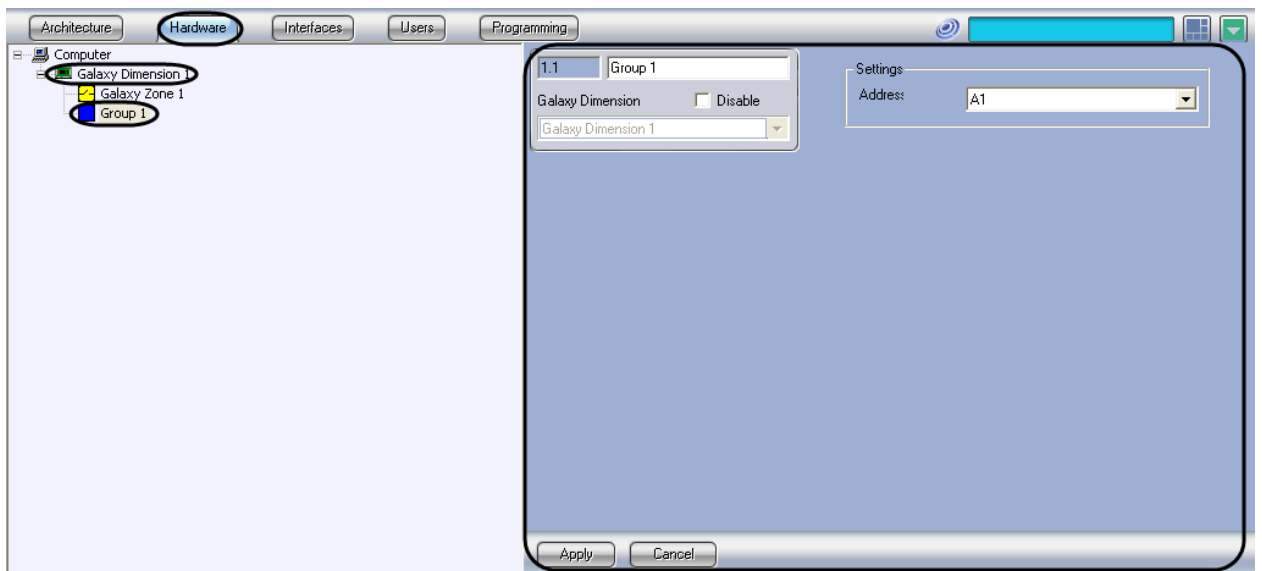 Architecture Hardware Interfaces Users Programming
Computer
Galaxy Dimension 1
Galaxy Zone 1
Group 1
1.1 Group 1
Galaxy Dimension Disable
Galaxy Dimension 1
Settings
Address A1
Apply Cancel